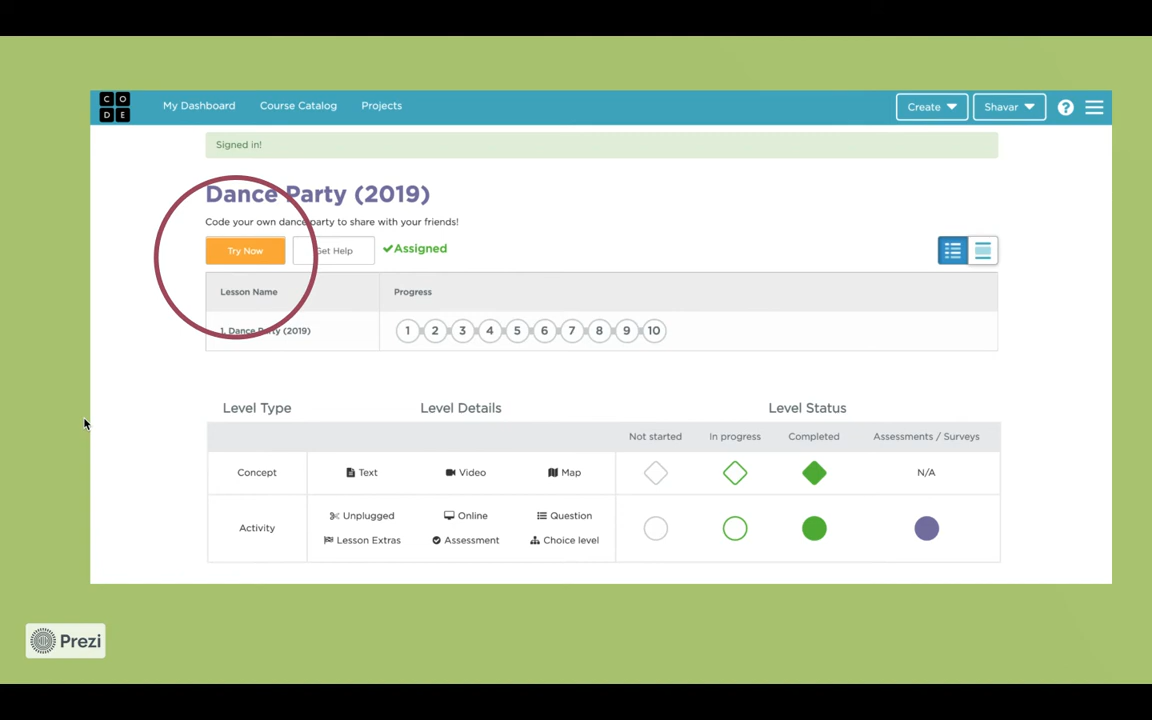 C O
D E
My Dashboard Course Catalog Projects Create Shavar ?
Signed in!
Dance Party (2019)
Code your own dance party to share with your friends!
Try Now Get Help Assigned
Lesson Name Progress
1. Dance Party (2019) 1 2 3 4 5 6 7 8 9 10
Level Type Level Details Level Status
Not started In progress Completed Assessments / Surveys
Concept Text Video Map N/A
Unplugged Online Question
Activity
Lesson Extras Assessment Choice level
Prezi